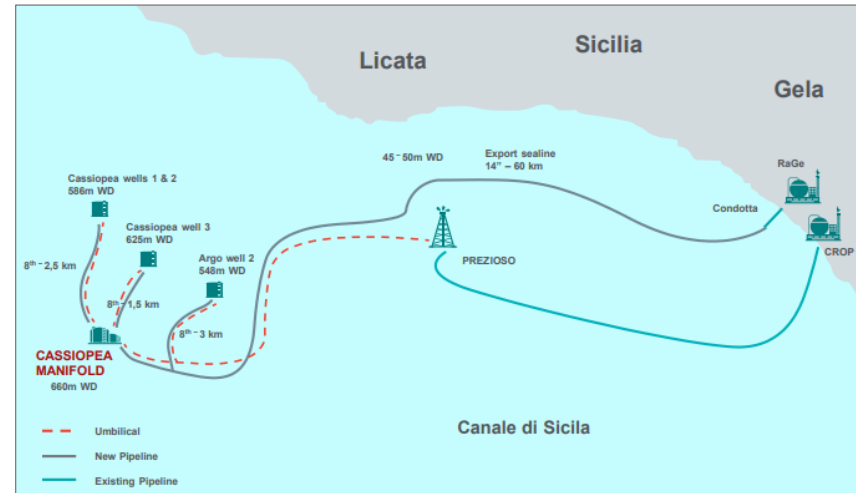 Sicilia
Licata
Gela
45-50m WD
Export sealine
14” – 60 km
RaGe
Cassiopea wells 1 & 2
586m WD
Condotta
Cassiopea well 3
625m WD
CROP
Argo well 2
548m WD
PREZIOSO
8th – 2,5 km
8th – 1,5 km
8th – 3 km
CASSIOPEA
MANIFOLD
660m WD
Canale di Sicila
Umbilical
New Pipeline
Existing Pipeline